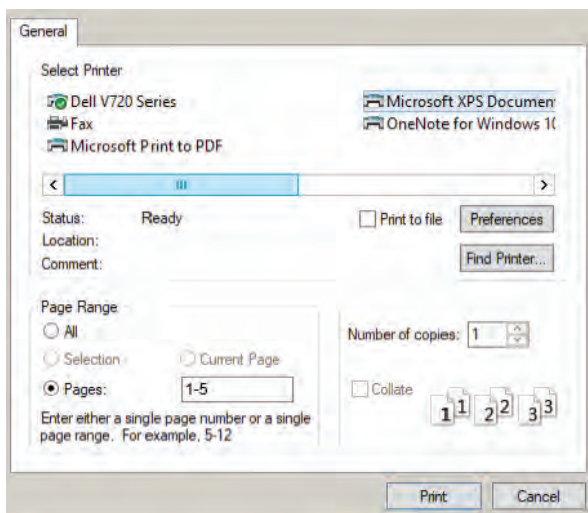 General
Select Printer
Dell V720 Series
Fax
Microsoft Print to PDF
Microsoft XPS Documen
OneNote for Windows 10
Status: Ready
Location:
Comment:
Print to file
Preferences
Find Printer...
Page Range
All
Selection
Current Page
Pages: 1-5
Enter either a single page number or a single
page range. For example, 5-12
Number of copies: 1
Collate
1 1 2 2 3 3
Print
Cancel